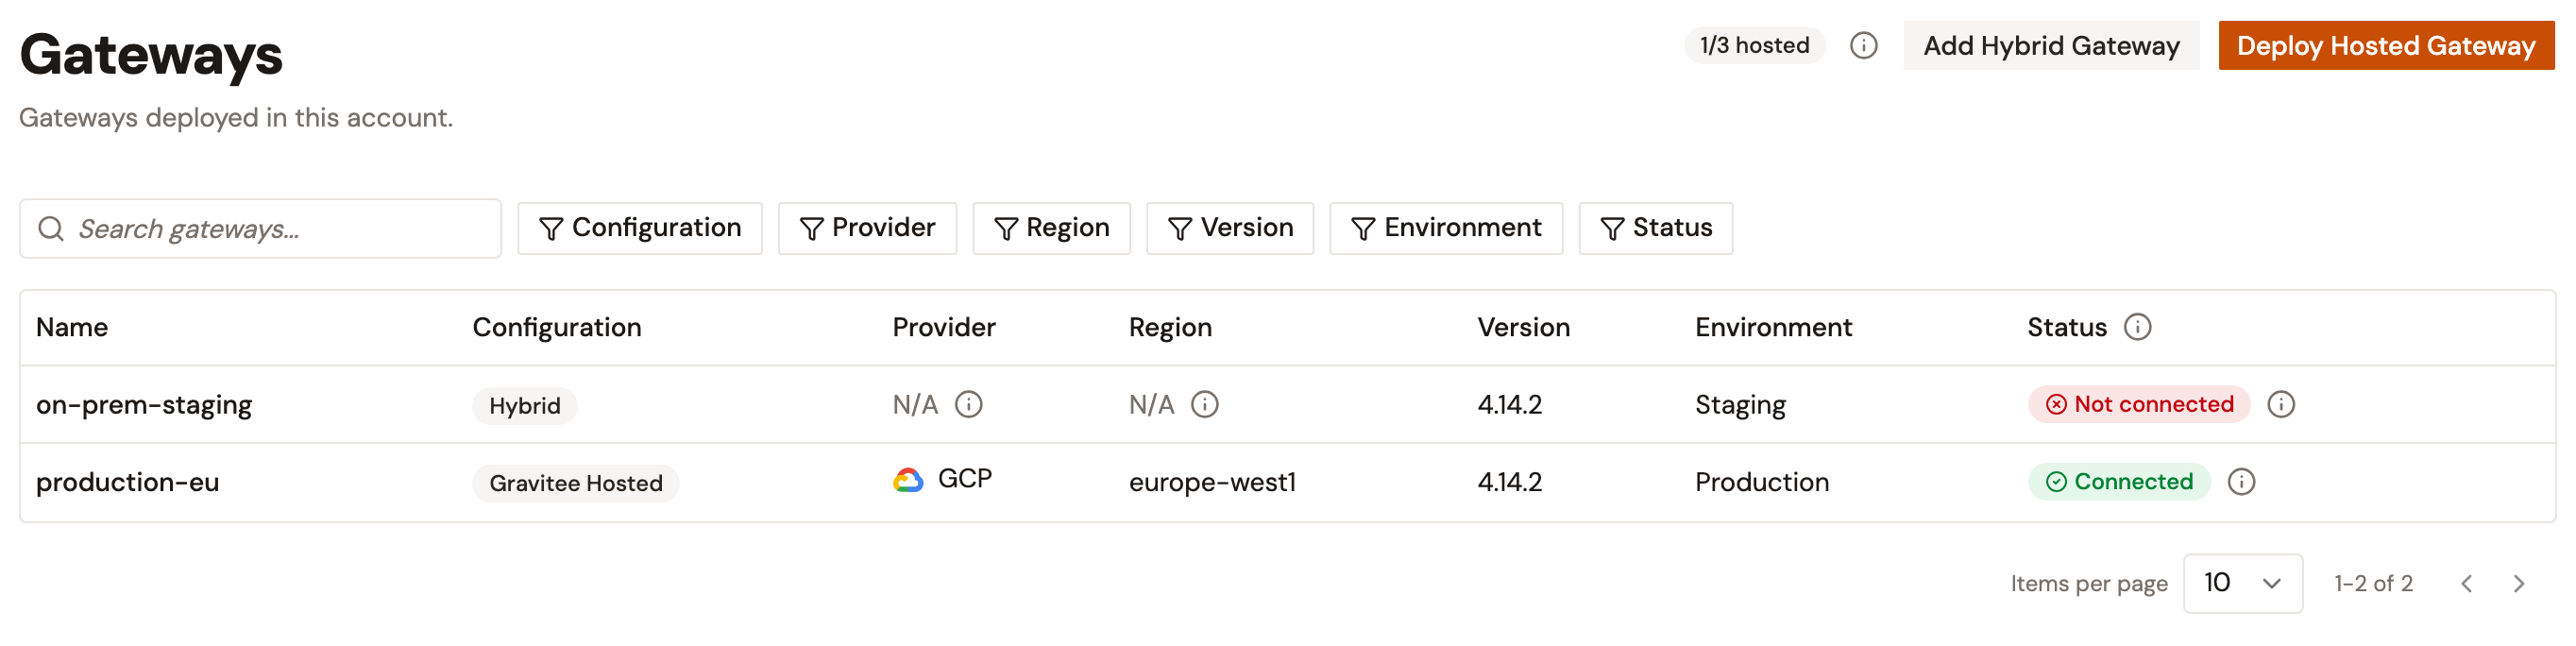 Gateways
1/3 hosted
Add Hybrid Gateway
Deploy Hosted Gateway
Gateways deployed in this account.
Search gateways...
Configuration
Provider
Region
Version
Environment
Status
Name Configuration Provider Region Version Environment Status
on-prem-staging Hybrid N/A N/A 4.14.2 Staging Not connected
production-eu Gravitee Hosted GCP europe-west1 4.14.2 Production Connected
Items per page 10 1-2 of 2